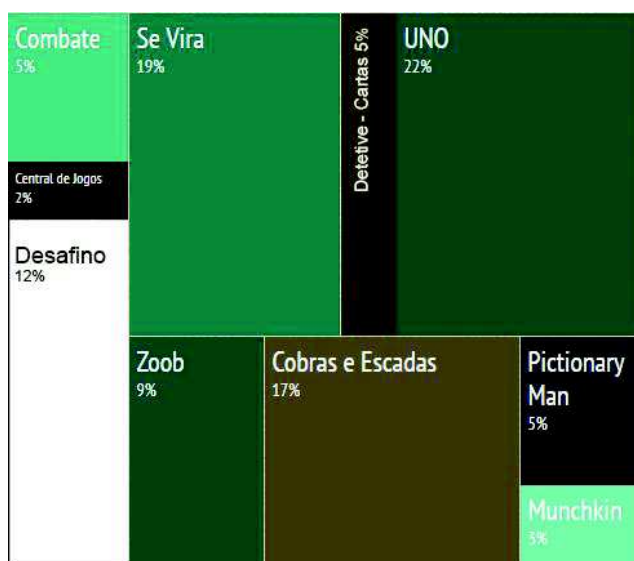 Combate
5%
Se Vira
19%
Detetive - Cartas 5%
UNO
22%
Central de Jogos
2%
Desafino
12%
Zoob
9%
Cobras e Escadas
17%
Pictionary
Man
5%
Munchkin
3%